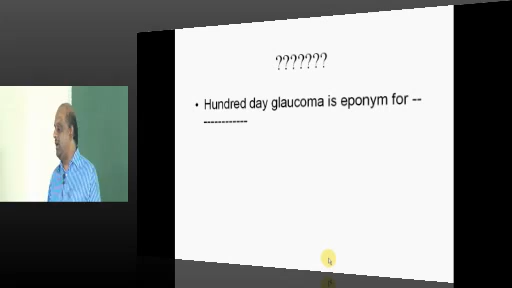 ???????
• Hundred day glaucoma is eponym for --
-------------